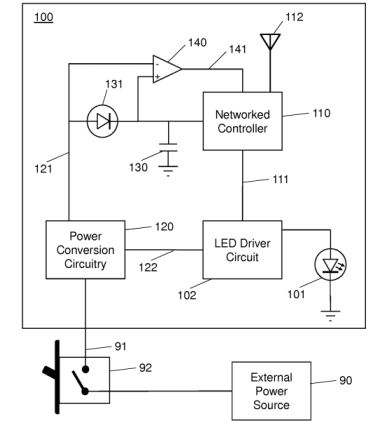 100
112
140
141
131
-
+
Networked
Controller
110
130
121
111
Power
Conversion
Circuitry
120
122
LED Driver
Circuit
102
101
91
92
External
Power
Source
90